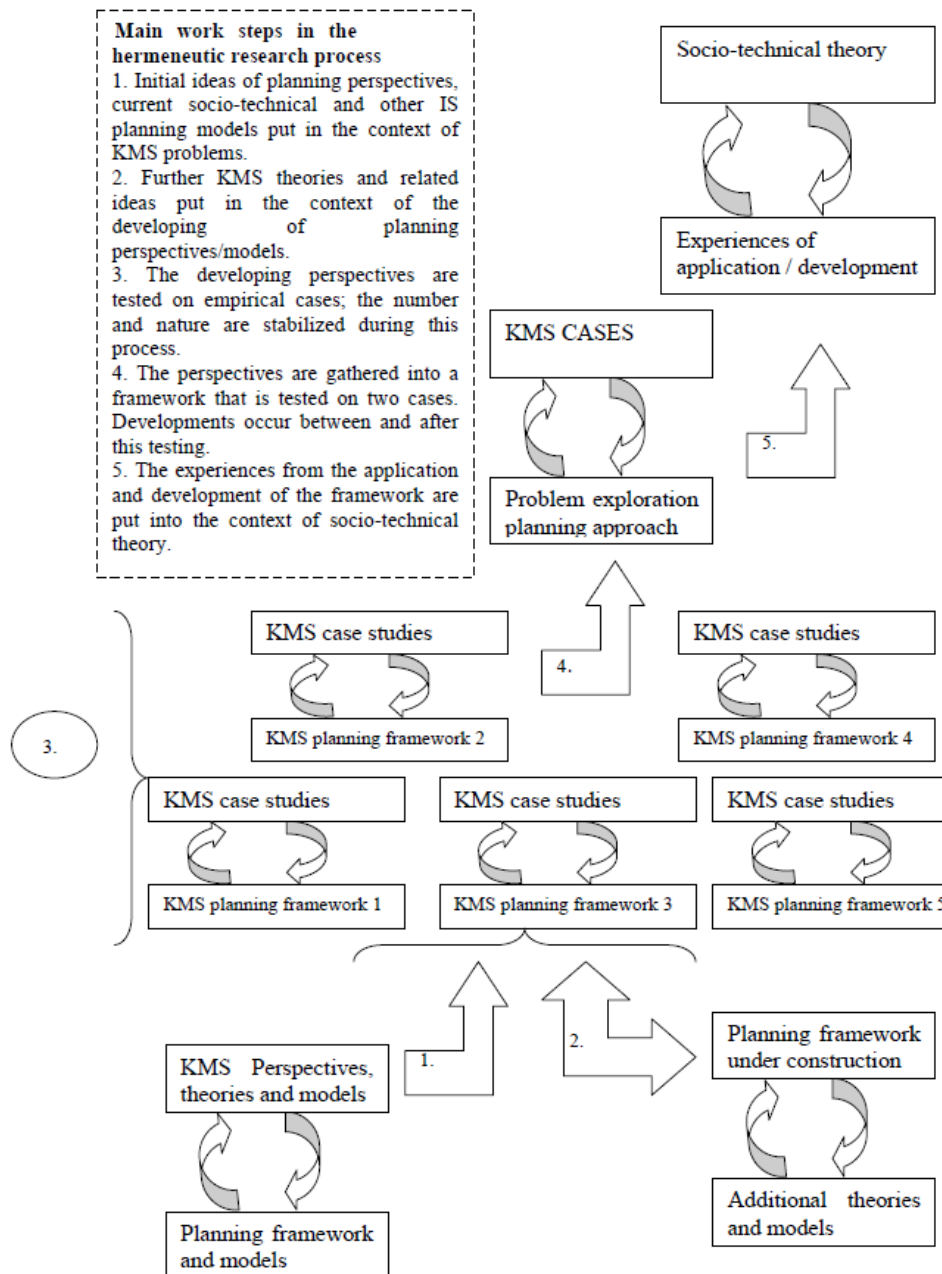 Main work steps in the
hermeneutic research process
1. Initial ideas of planning perspectives,
current socio-technical and other IS
planning models put in the context of
KMS problems.
2. Further KMS theories and related
ideas put in the context of the
developing of planning
perspectives/models.
3. The developing perspectives are
tested on empirical cases; the number
and nature are stabilized during this
process.
4. The perspectives are gathered into a
framework that is tested on two cases.
Developments occur between and after
this testing.
5. The experiences from the application
and development of the framework are
put into the context of socio-technical
theory.
Socio-technical theory
Experiences of
application / development
KMS CASES
5.
Problem exploration
planning approach
KMS case studies
4.
KMS case studies
3.
KMS planning framework 2
KMS planning framework 4
KMS case studies
KMS case studies
KMS case studies
KMS planning framework 1
KMS planning framework 3
KMS planning framework 5
1.
2.
KMS Perspectives,
theories and models
Planning framework
under construction
Planning framework
and models
Additional theories
and models